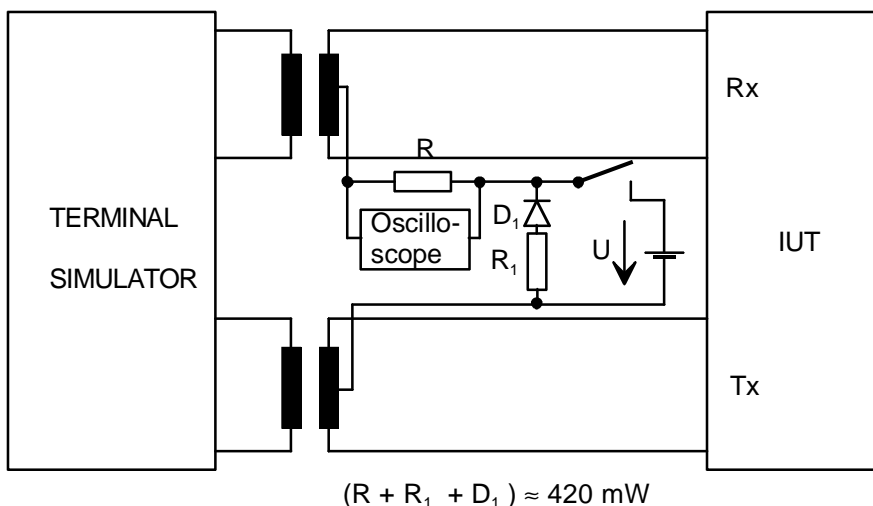 Rx
R
TERMINAL
SIMULATOR
Oscillo-
scope
D1
R1
U
IUT
Tx
(R + R1 + D1) ≈ 420 mW